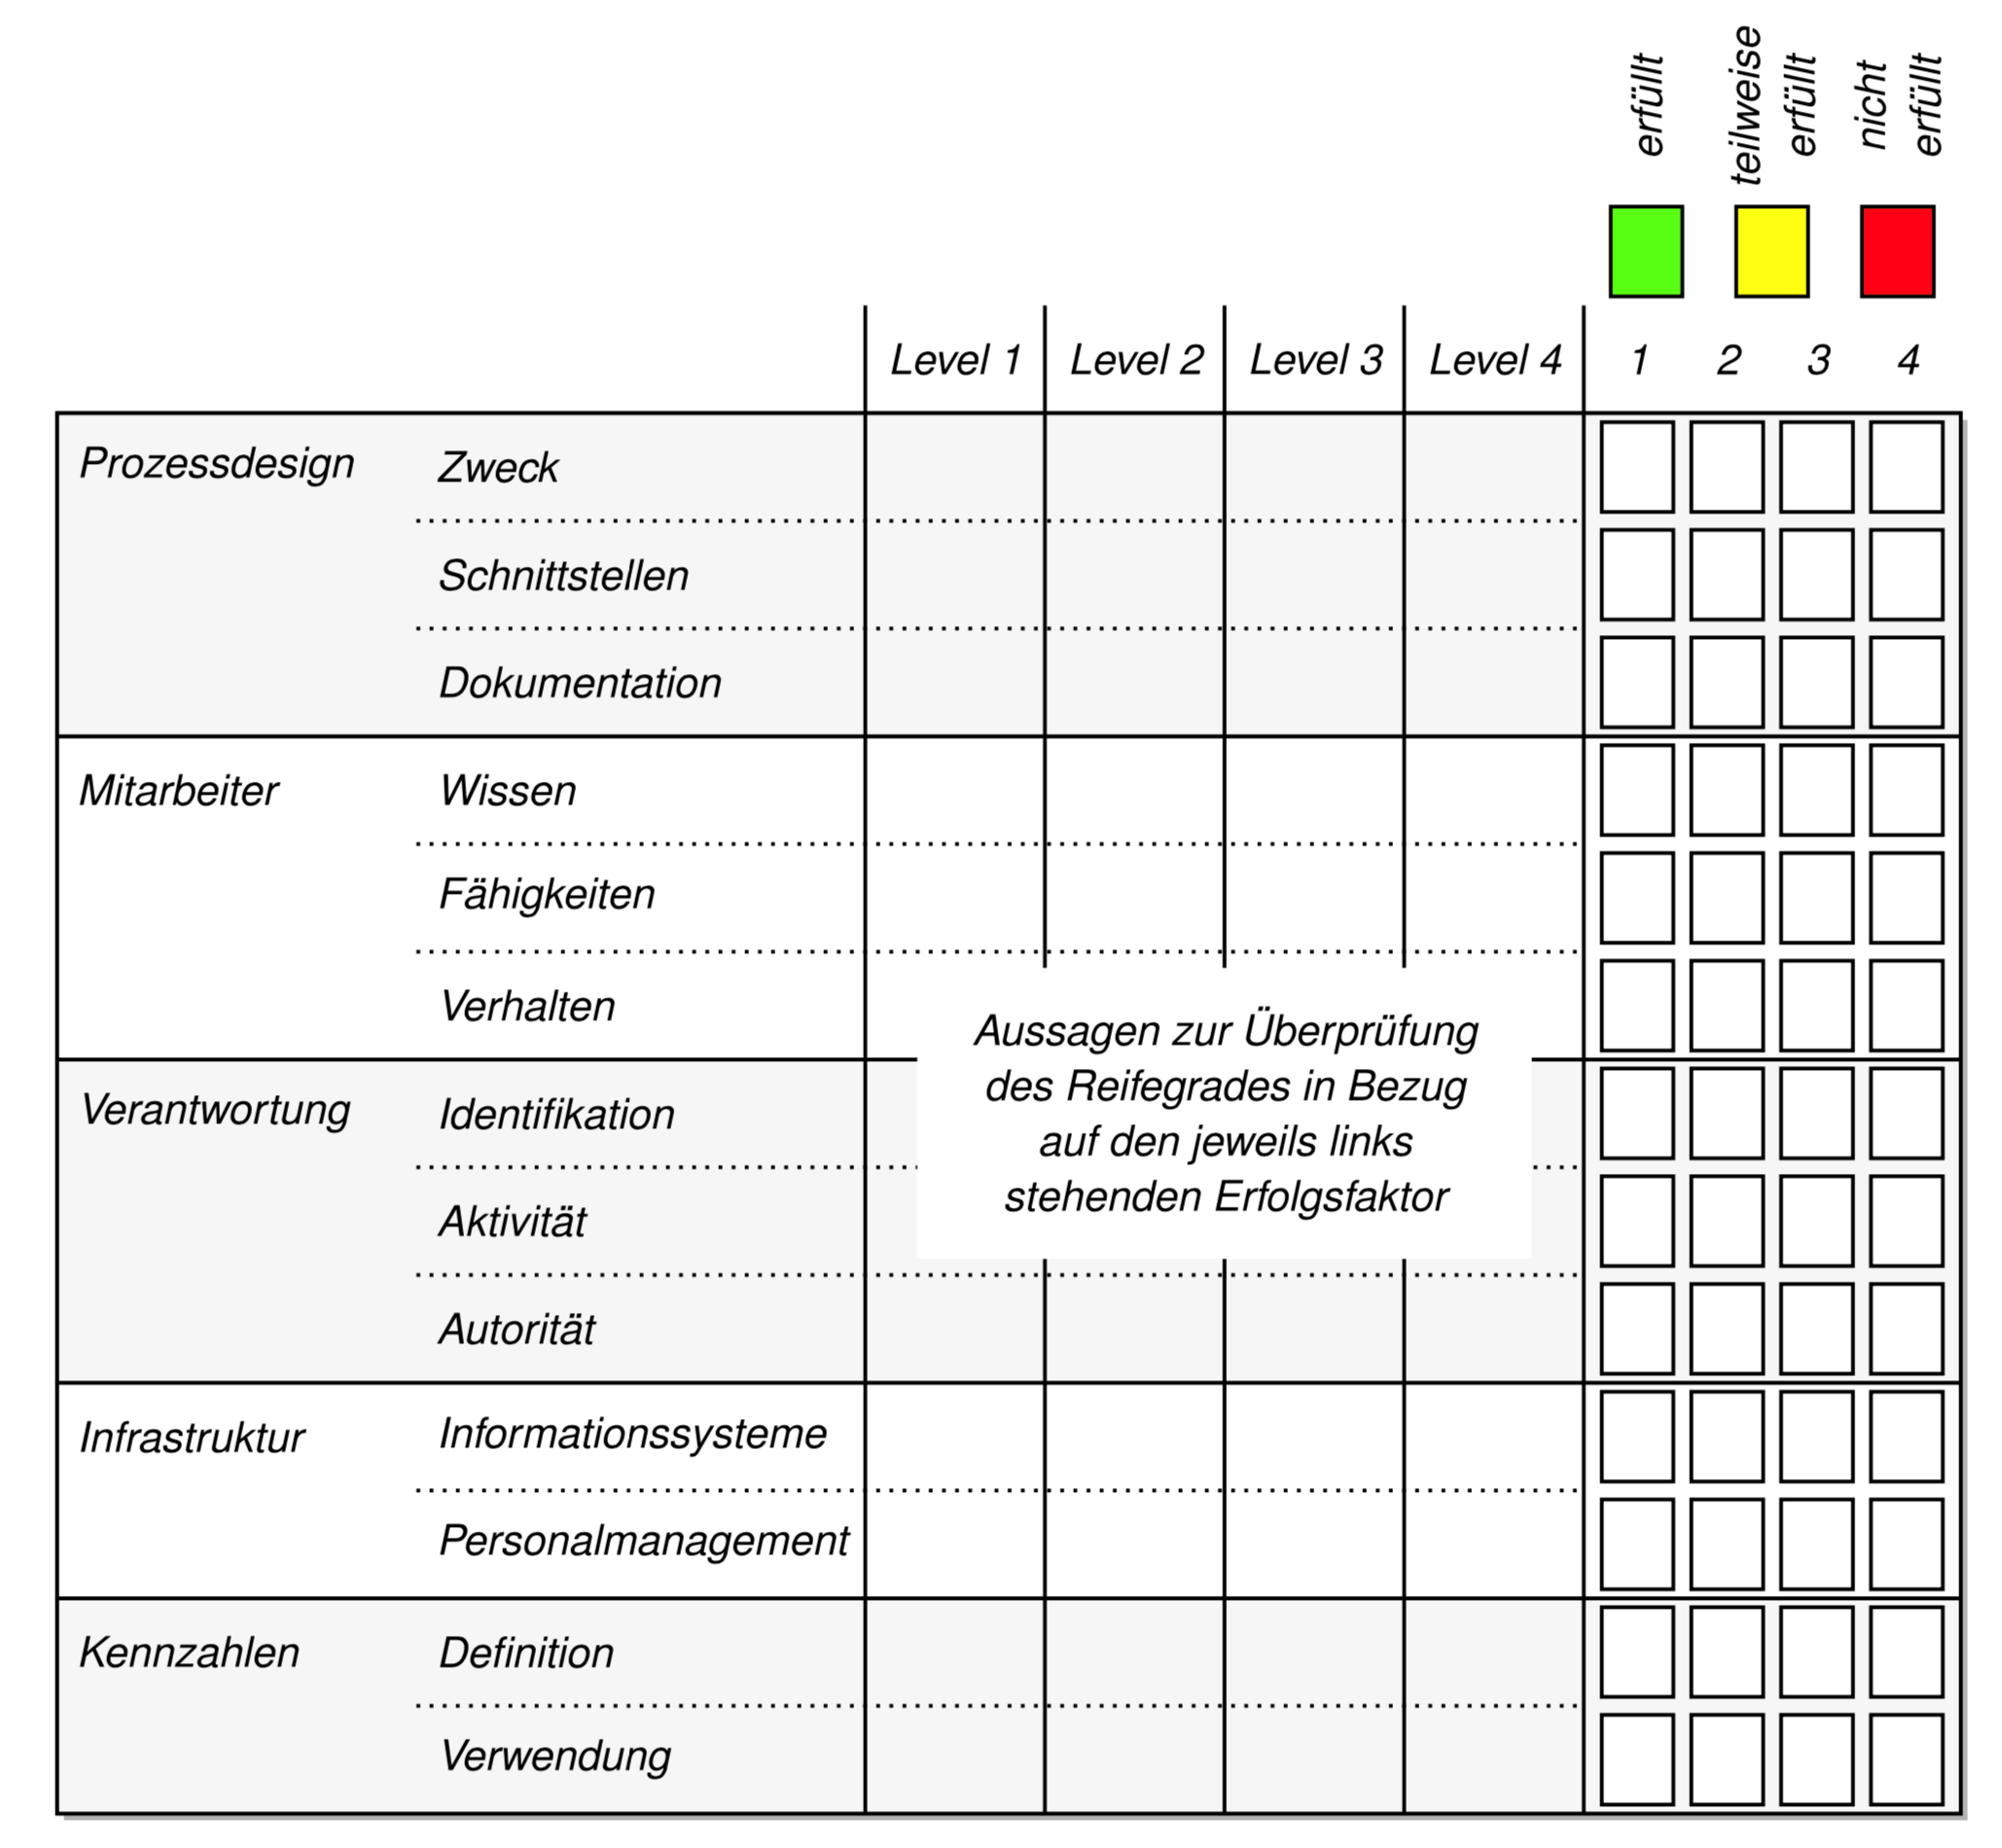 erfüllt
teilweise
erfüllt
nicht
erfüllt
Level 1 Level 2 Level 3 Level 4 1 2 3 4
Prozessdesign Zweck
Schnittstellen
Dokumentation
Mitarbeiter Wissen
Fähigkeiten
Verhalten
Aussagen zur Überprüfung
des Reifegrades in Bezug
auf den jeweils links
stehenden Erfolgsfaktor
Verantwortung Identifikation
Aktivität
Autorität
Infrastruktur Informationssysteme
Personalmanagement
Kennzahlen Definition
Verwendung